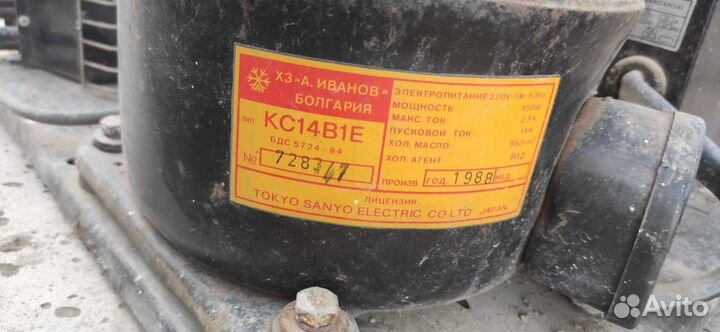 ХЗ "А. ИВАНОВ"
БОЛГАРИЯ
ТИП КС14В1Е
БДС 5724-84
№ 728347
ЭЛЕКТРОПИТАНИЕ 220V-1Ф-50Hz
МОЩНОСТЬ 350W
МАКС. ТОК 2.5A
ПУСКОВОЙ ТОК 14A
ХОЛ. МАСЛО
ХОЛ. АГЕНТ R12
ПРОИЗВ. ГОД. 1988 НЕД.
ЛИЦЕНЗИЯ
TOKYO SANYO ELECTRIC CO LTD JAPAN
Avito